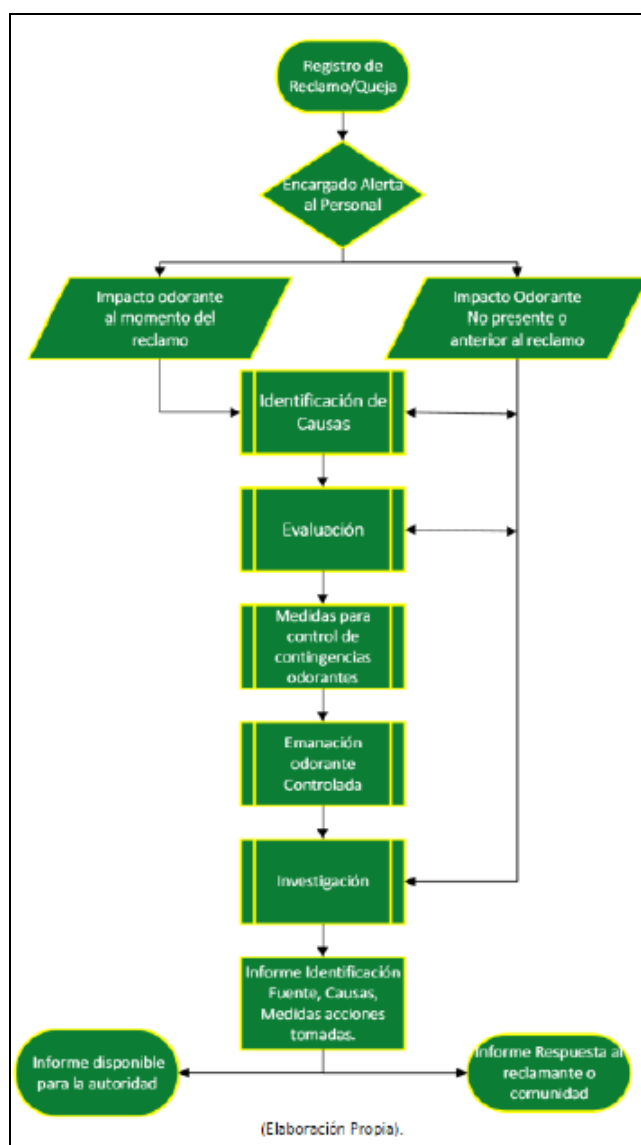 Registro de
Reclamo/Queja
Encargado Alerta
al Personal
Impacto odorante
al momento del
reclamo
Impacto Odorante
No presente o
anterior al reclamo
Identificación de
Causas
Evaluación
Medidas para
control de
contingencias
odorantes
Emanación
odorante
Controlada
Investigación
Informe Identificación
Fuente, Causas,
Medidas acciones
tomadas.
Informe disponible
para la autoridad
Informe Respuesta al
reclamante o
comunidad
(Elaboración Propia).